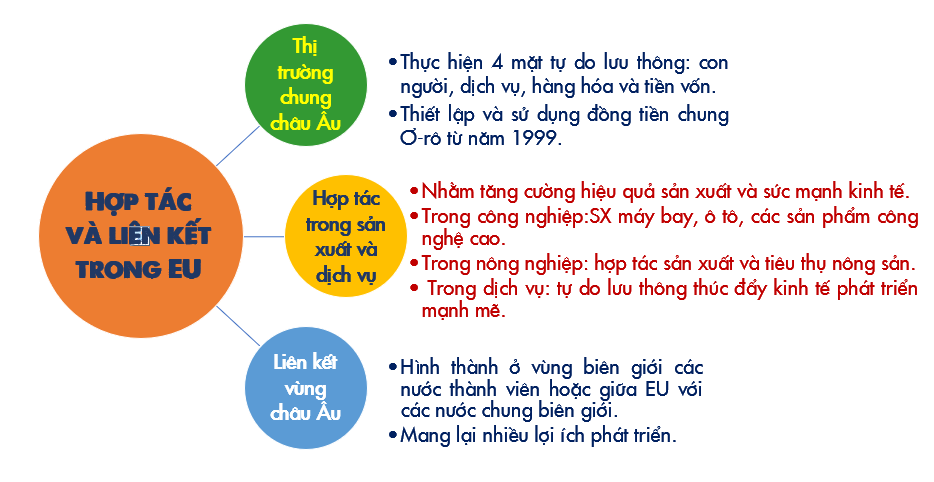 HỢP TÁC
VÀ LIÊN KẾT
TRONG EU
Thị
trường
chung
châu Âu
•Thực hiện 4 mặt tự do lưu thông: con
người, dịch vụ, hàng hóa và tiền vốn.
•Thiết lập và sử dụng đồng tiền chung
Ơ-rô từ năm 1999.
Hợp tác
trong sản
xuất và
dịch vụ
•Nhằm tăng cường hiệu quả sản xuất và sức mạnh kinh tế.
•Trong công nghiệp:SX máy bay, ô tô, các sản phẩm công
nghệ cao.
•Trong nông nghiệp: hợp tác sản xuất và tiêu thụ nông sản.
• Trong dịch vụ: tự do lưu thông thúc đẩy kinh tế phát triển
mạnh mẽ.
Liên kết
vùng
châu Âu
•Hình thành ở vùng biên giới các
nước thành viên hoặc giữa EU với
các nước chung biên giới.
•Mang lại nhiều lợi ích phát triển.